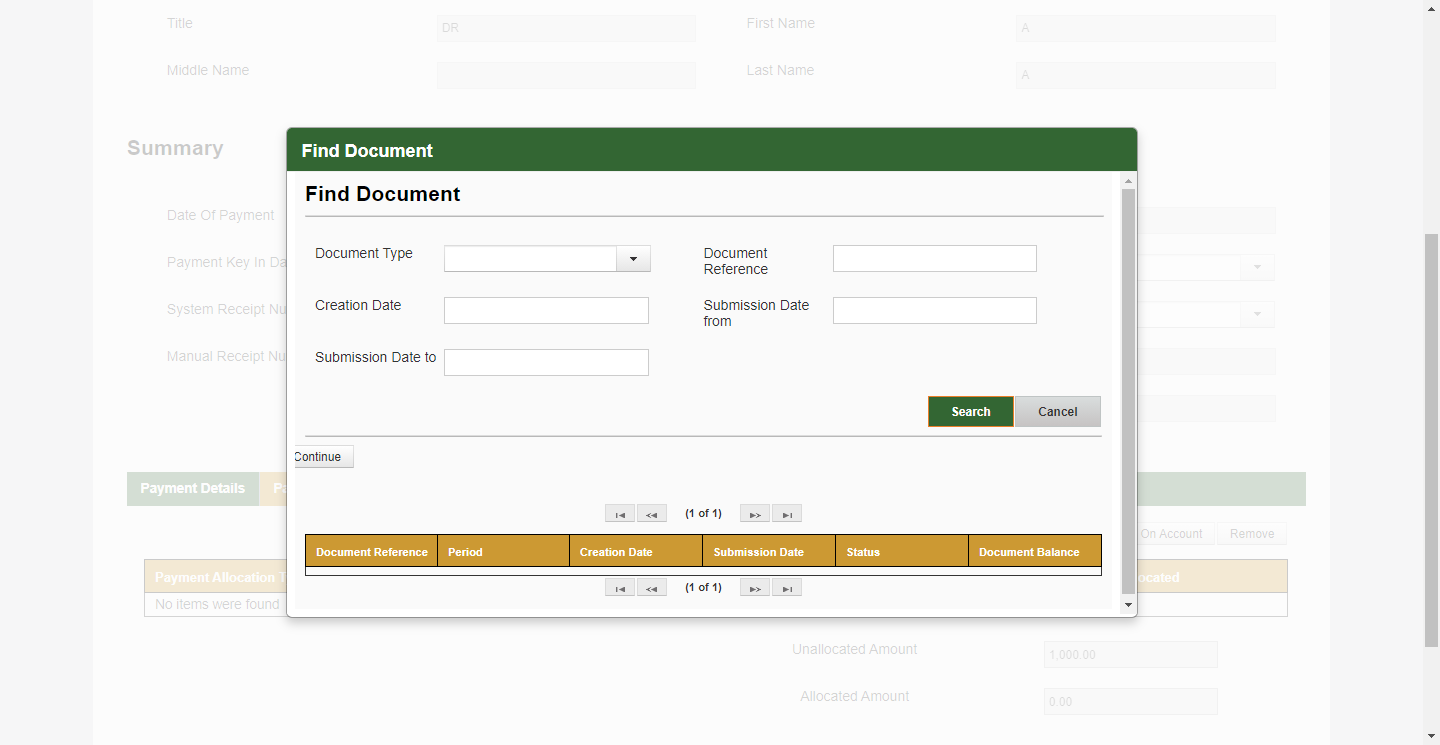 Title
DR
First Name
A
Middle Name
Last Name
A
Summary
Find Document
Find Document
Date Of Payment
Document Type
Document
Reference
Payment Key In Da
Creation Date
Submission Date
from
System Receipt Nu
Manual Receipt Nu
Submission Date to
Search
Cancel
Continue
Payment Details
Pa
(1 of 1)
On Account
Remove
Document Reference
Period
Creation Date
Submission Date
Status
Document Balance
Payment Allocation T
ocated
(1 of 1)
No items were found
Unallocated Amount
1,000.00
Allocated Amount
0.00